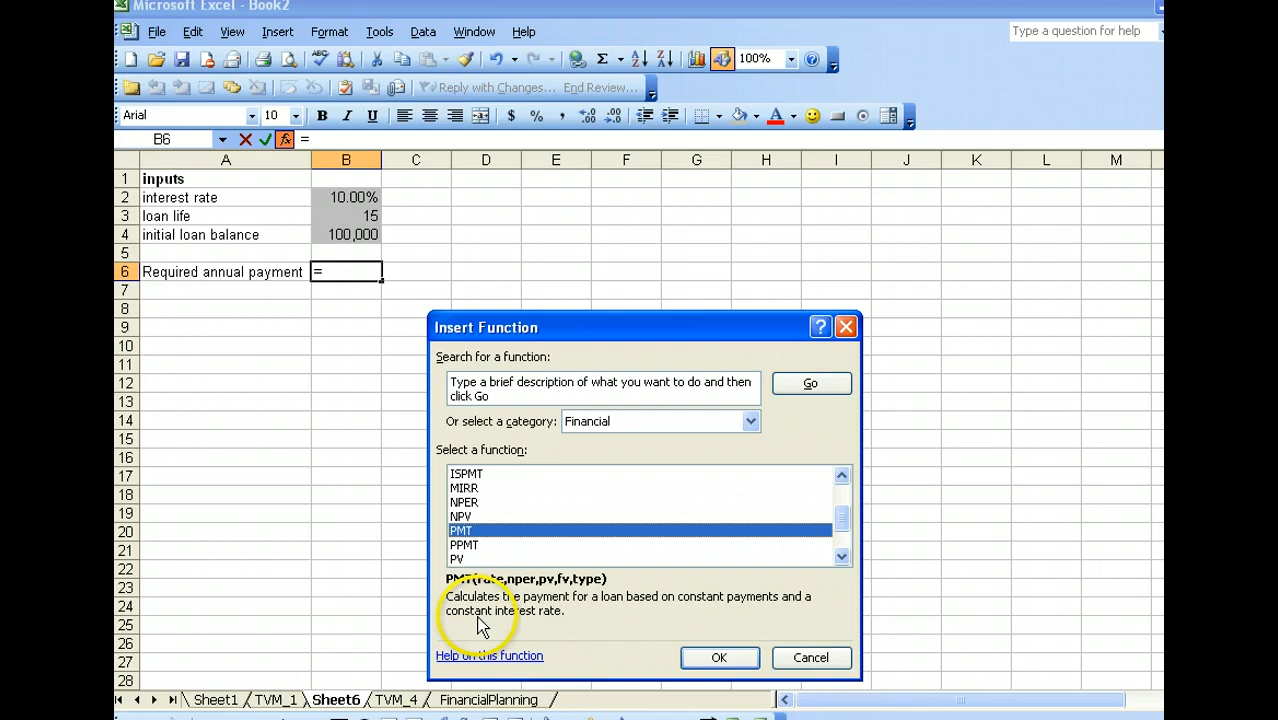 Microsoft Excel - Book2
File Edit View Insert Format Tools Data Window Help
Type a question for help
100%
Reply with Changes... End Review...
Arial 10 B I U $ % ,
B6 fx =
A B C D E F G H I J K L M
1 inputs
2 interest rate 10.00%
3 loan life 15
4 initial loan balance 100,000
5
6 Required annual payment =
7
8
9
10
11
12
13
14
15
16
17
18
19
20
21
22
23
24
25
26
27
28
Insert Function
Search for a function:
Type a brief description of what you want to do and then
click Go
Go
Or select a category: Financial
Select a function:
ISPMT
MIRR
NPER
NPV
PMT
PPMT
PV
PMT(rate,nper,pv,fv,type)
Calculates the payment for a loan based on constant payments and a
constant interest rate.
Help on this function
OK Cancel
Sheet1 TVM_1 Sheet6 TVM_4 FinancialPlanning